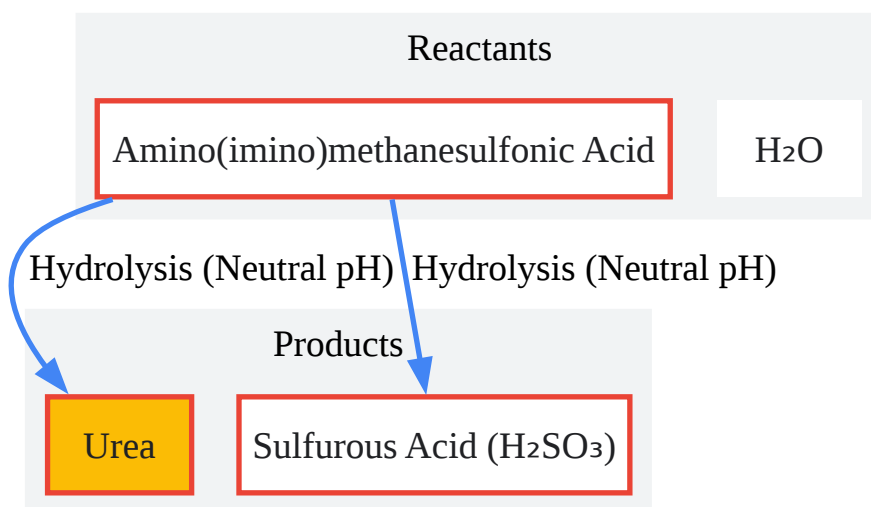 Reactants
Amino(imino)methanesulfonic Acid
H₂O
Hydrolysis (Neutral pH)
Hydrolysis (Neutral pH)
Products
Urea
Sulfurous Acid (H₂SO₃)